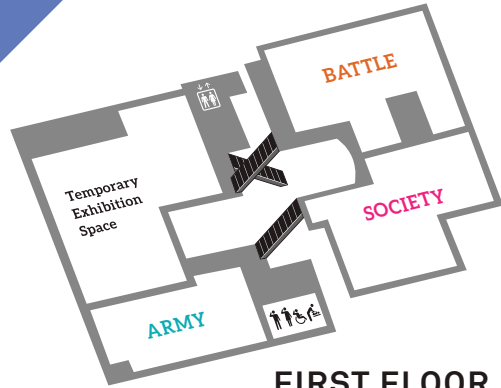 BATTLE
Temporary
Exhibition
Space
SOCIETY
ARMY
FIRST FLOOR